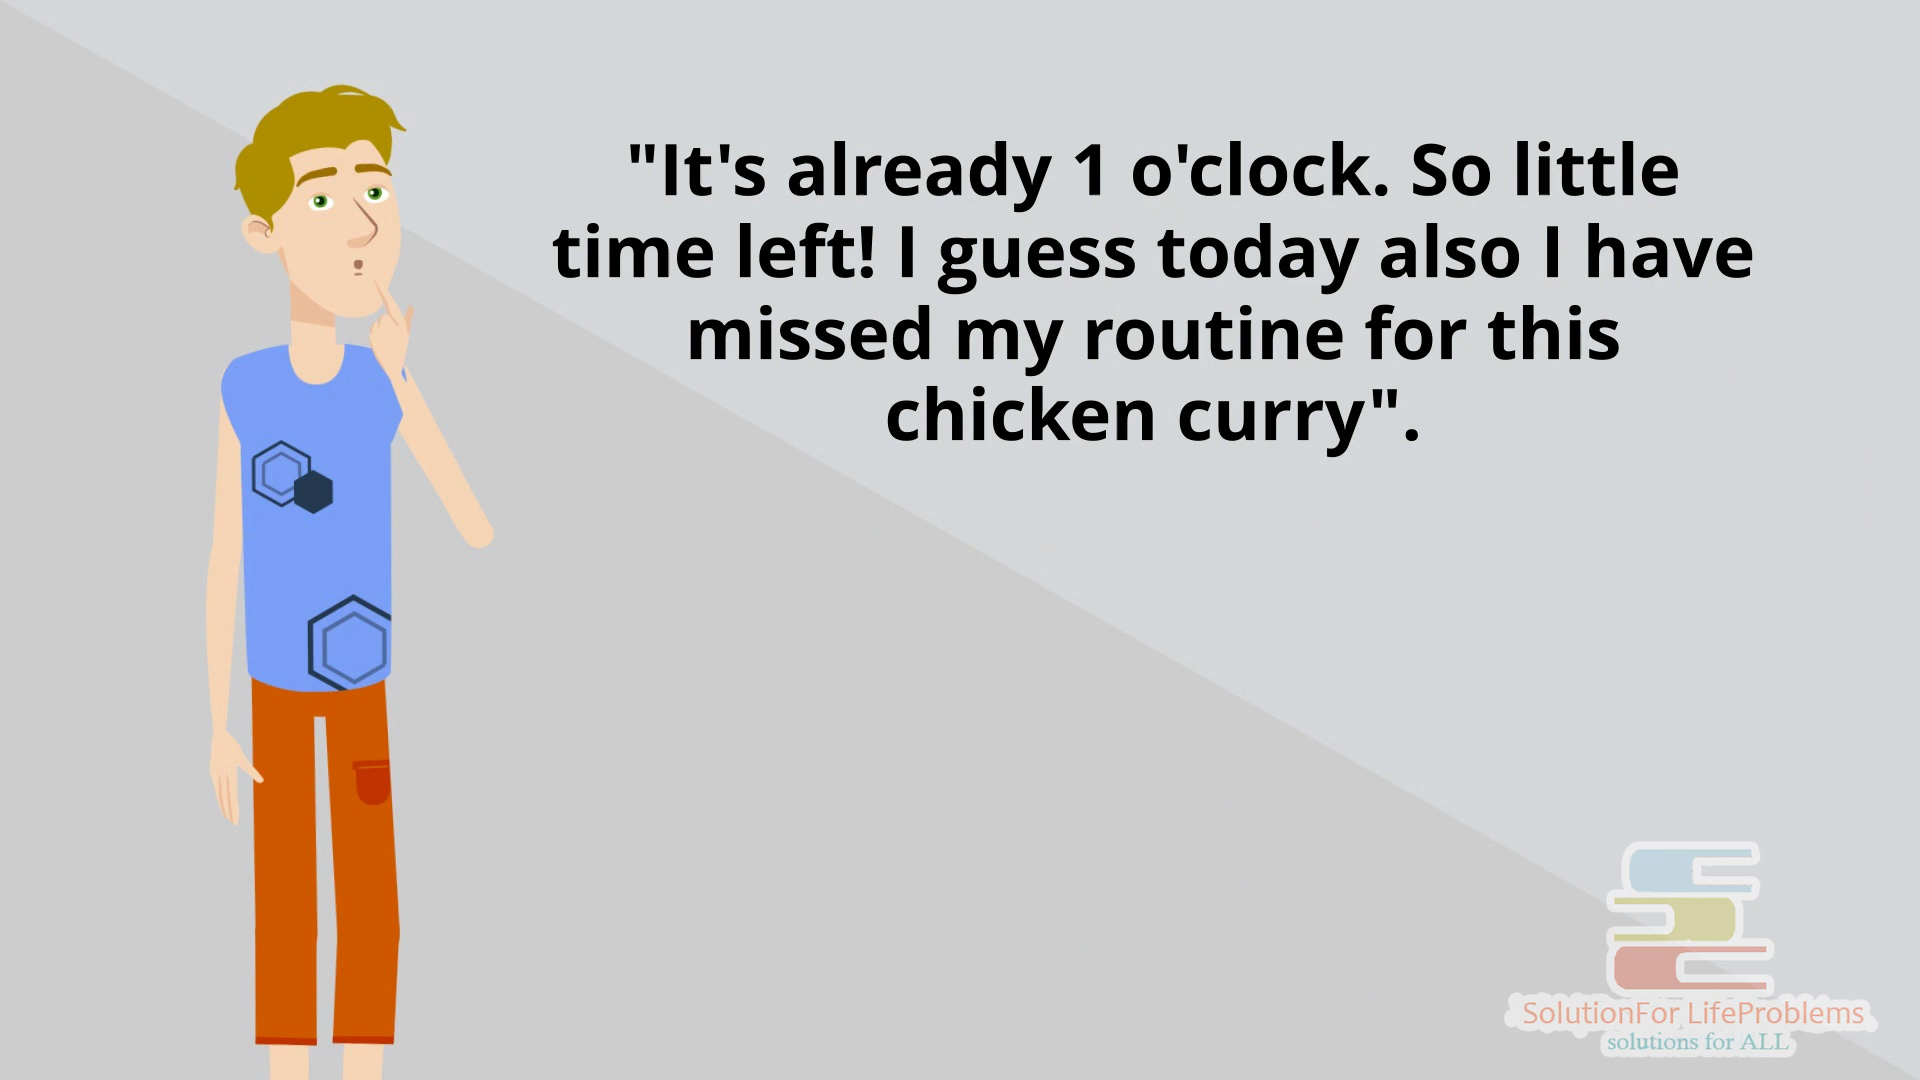 "It's already 1 o'clock. So little
time left! I guess today also I have
missed my routine for this
chicken curry".
SolutionFor LifeProblems
solutions for ALL